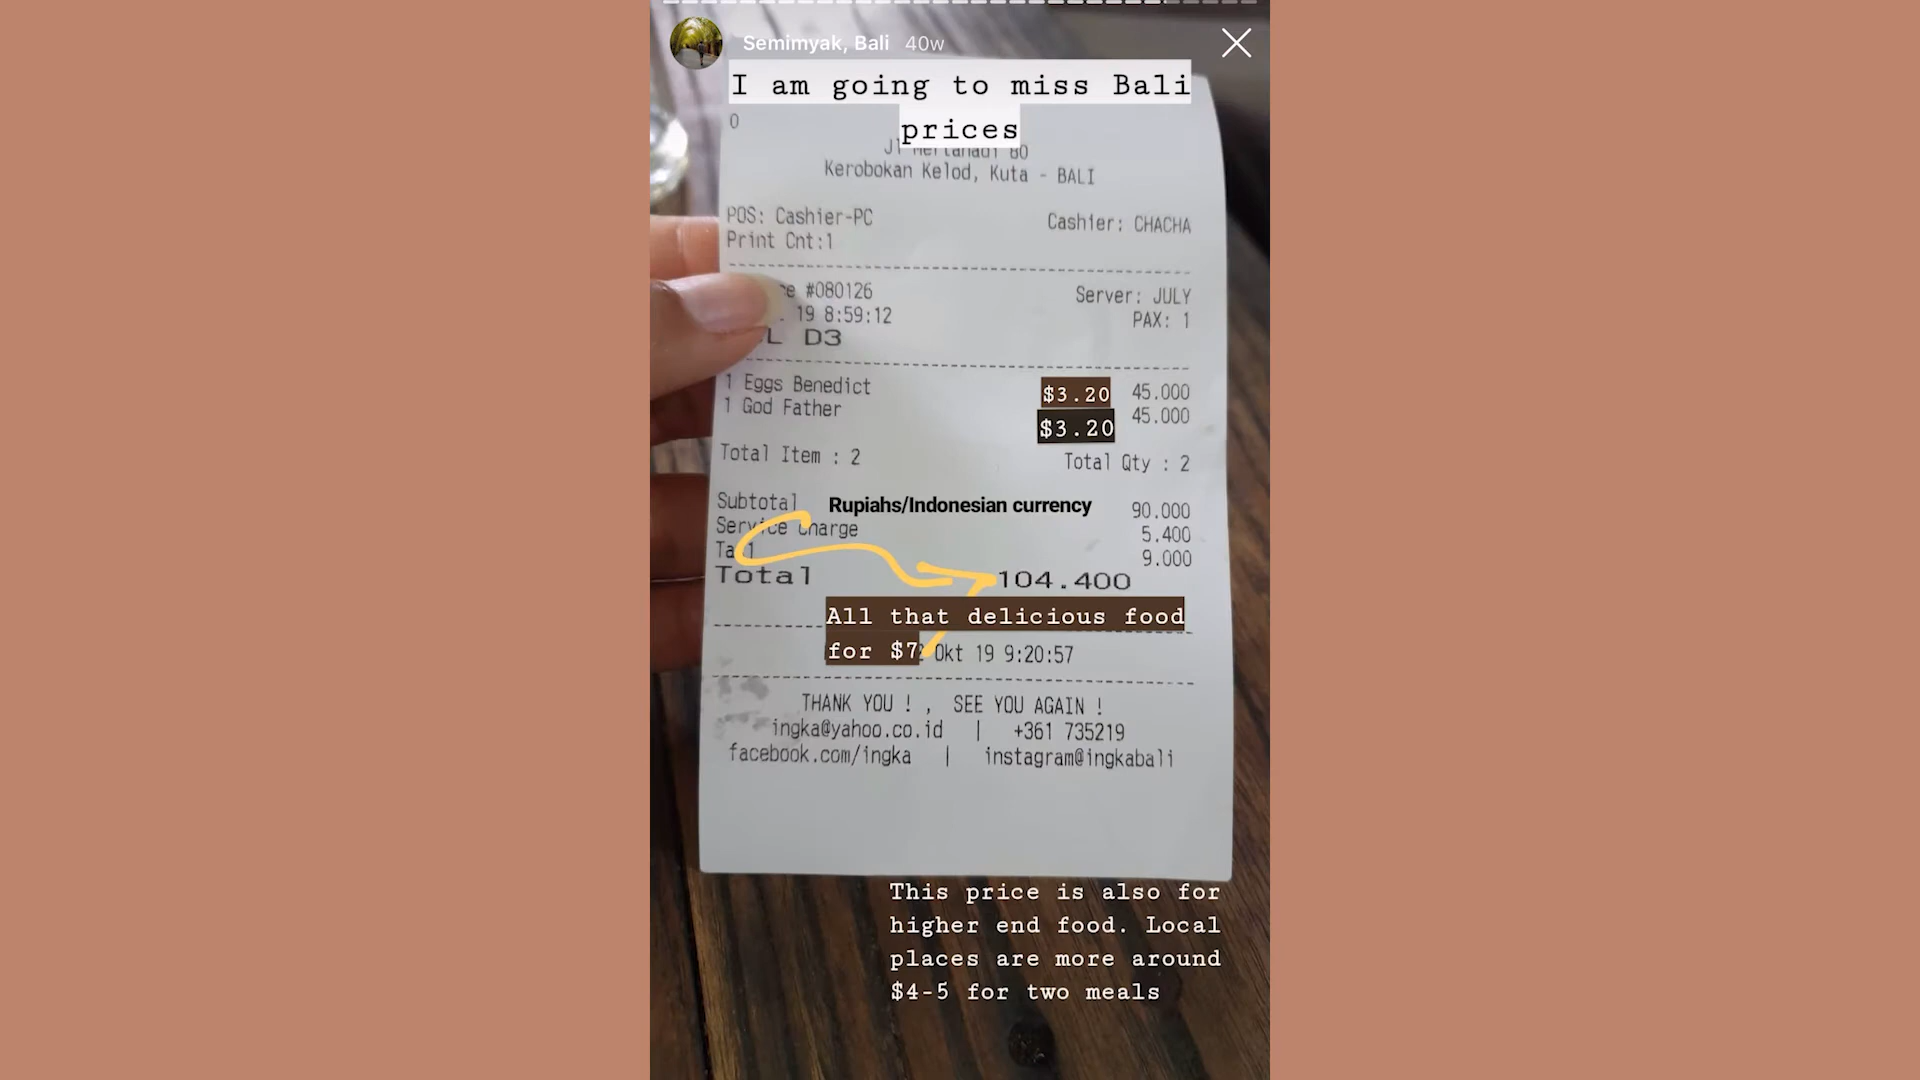 Semimyak, Bali 40w
I am going to miss Bali
prices
0
Kerobokan Kelod, Kuta - BALI
POS: Cashier-PC Cashier: CHACHA
Print Cnt:1
#080126 Server: JULY
19 8:59:12 PAX: 1
D3
1 Eggs Benedict $3.20 45.000
1 God Father 45.000
$3.20
Total Item : 2 Total Qty : 2
Subtotal Rupiahs/Indonesian currency 90.000
Service Charge 5.400
9.000
Total 104.400
All that delicious food
for $7 Okt 19 9:20:57
THANK YOU ! , SEE YOU AGAIN !
ingka@yahoo.co.id | +361 735219
facebook.com/ingka | instagram@ingkabali
This price is also for
higher end food. Local
places are more around
$4-5 for two meals